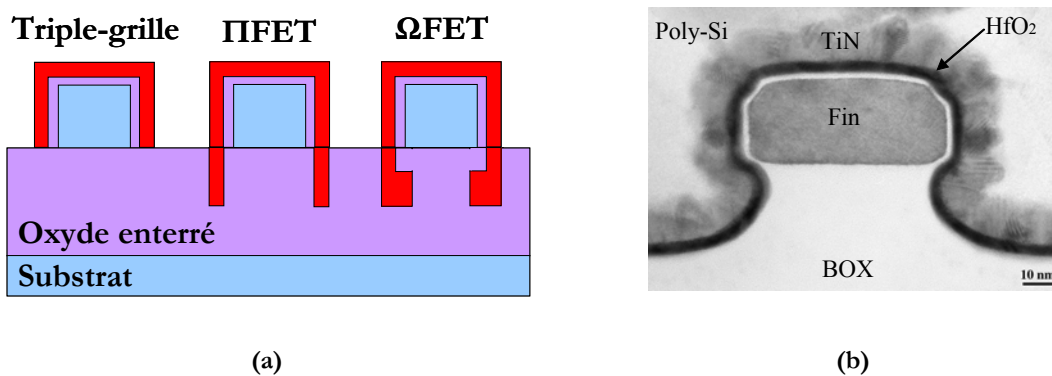 Triple-grille ΠFET ΩFET
Oxyde enterré
Substrat
Poly-Si TiN HfO₂
Fin
BOX
10 nm
(a) (b)